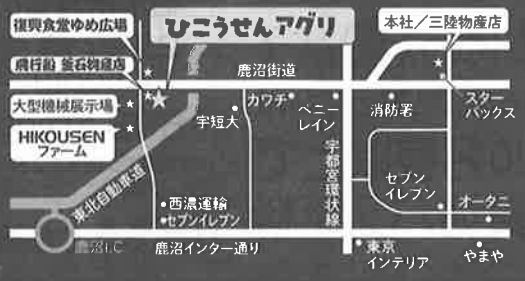 復興食堂ゆめ広場
ひこうせんアグリ
本社／三陸物産店
飛行船 釜石物産店
鹿沼街道
大型機械展示場
カワチ
ベニー
レイン
消防署
スター
バックス
宇短大
HIKOUSEN
ファーム
宇都宮環状線
東北自動車道
セブン
イレブン
西濃運輸
セブンイレブン
オータニ
鹿沼I.C
鹿沼インター通り
東京
インテリア
やまや